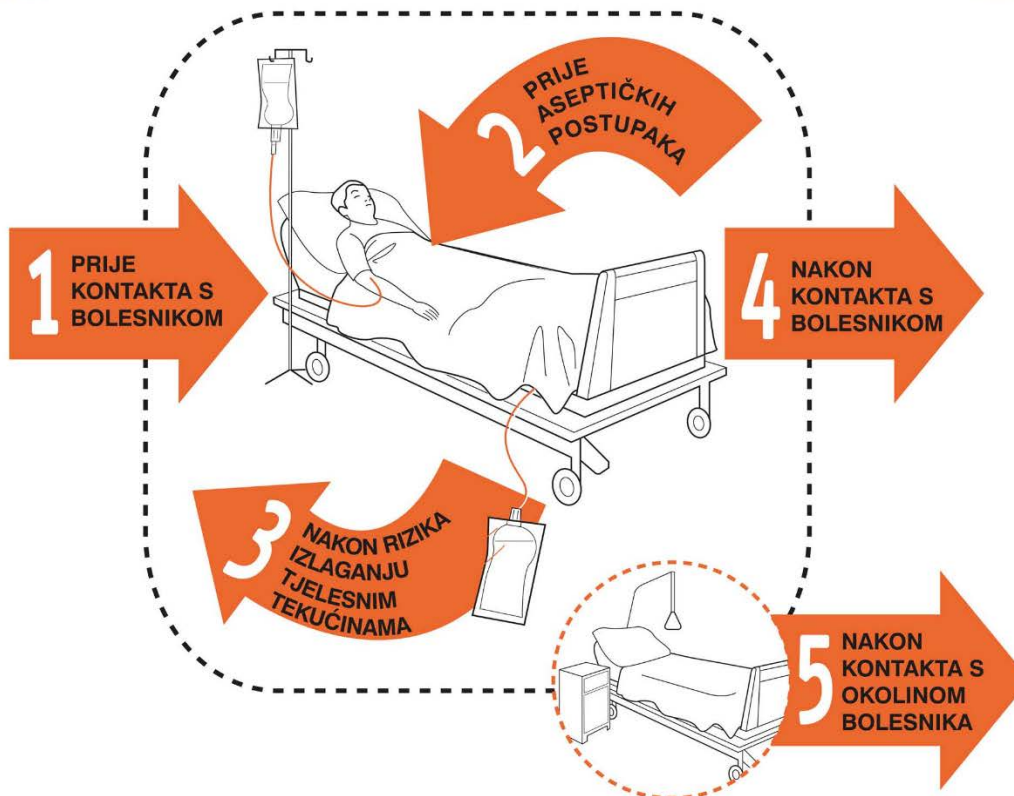 1
PRIJE
KONTAKTA S
BOLESNIKOM
2
PRIJE
ASEPTIČKIH
POSTUPAKA
3
NAKON RIZIKA
IZLAGANJU
TJELESNIM
TEKUĆINAMA
4
NAKON
KONTAKTA S
BOLESNIKOM
5
NAKON
KONTAKTA S
OKOLINOM
BOLESNIKA